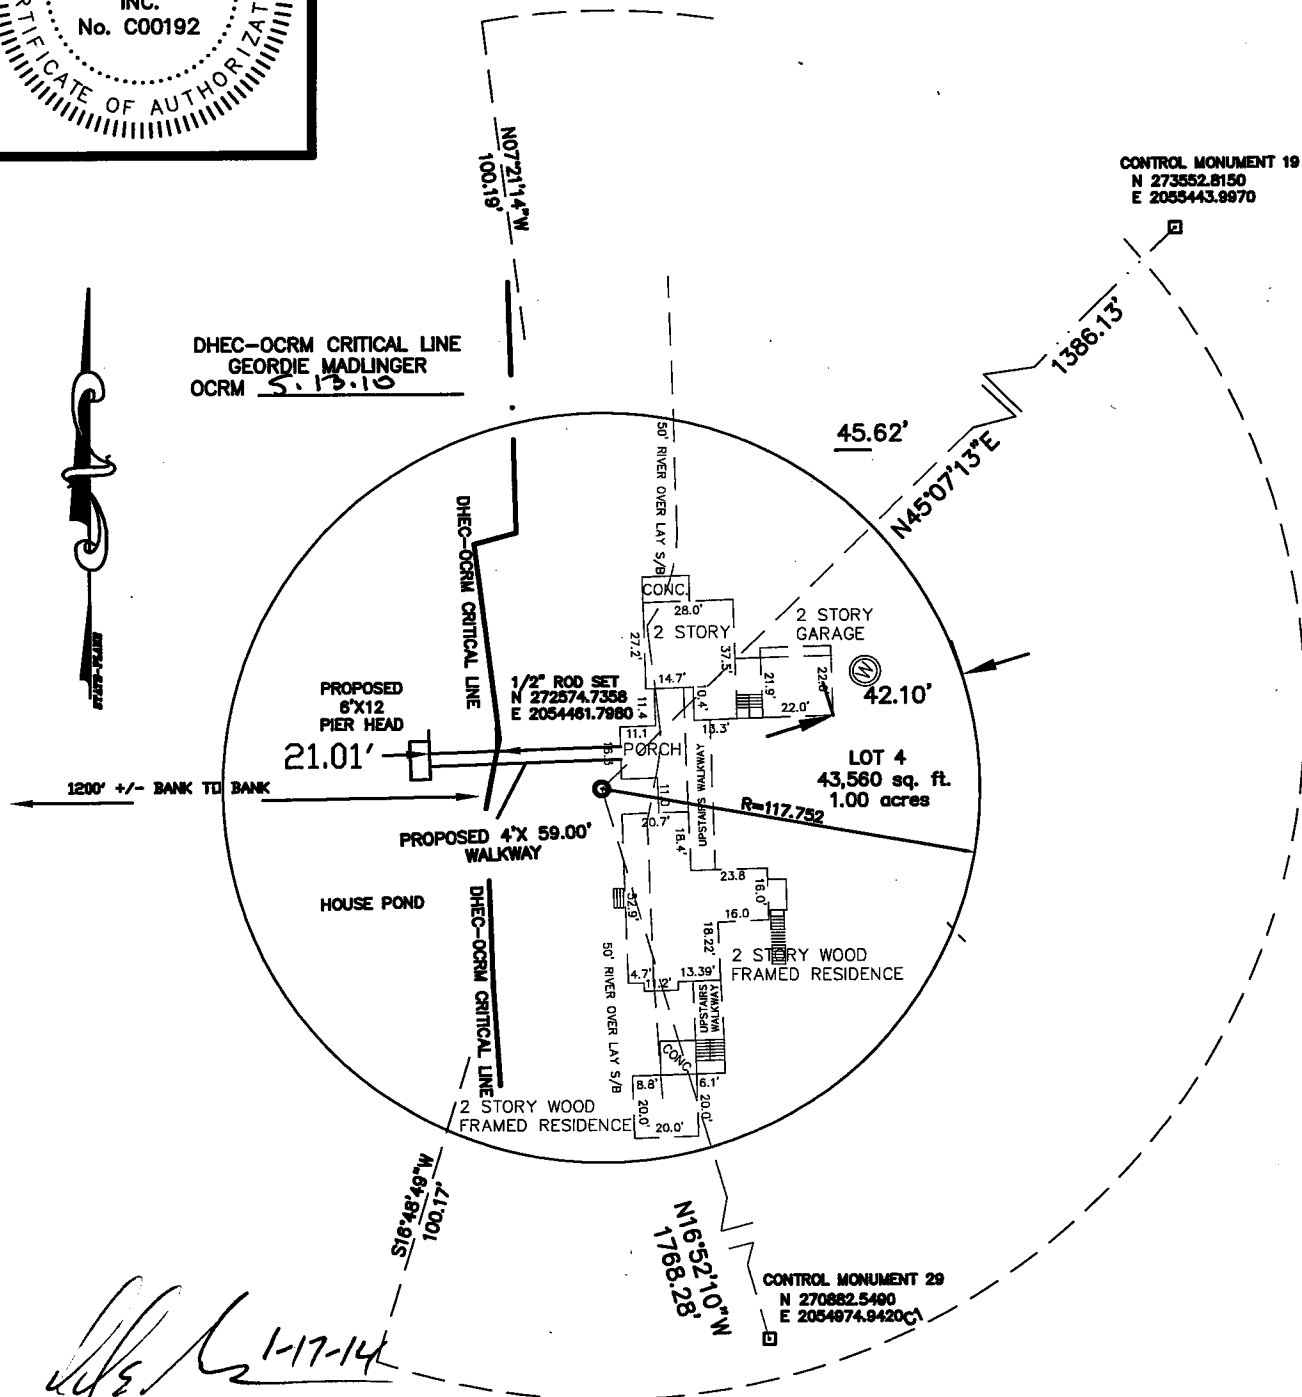 INC.
No. C00192
CERTIFICATE OF AUTHORIZAT
N07°21'14"W
100.19'
CONTROL MONUMENT 19
N 273552.8150
E 2055443.9970
1386.13'
N45°07'13"E
DHEC-OCRM CRITICAL LINE
GEORDIE MADLINGER
OCRM 5.13.10
45.62'
50' RIVER OVER LAY S/B
DHEC-OCRM CRITICAL LINE
CONC.
28.0'
2 STORY
27.2'
37.5'
2 STORY
GARAGE
14.7'
10.4'
21.9'
22.0'
13.3'
42.10'
1/2" ROD SET
N 272574.7358
E 2054461.7980
11.4
11.1
PORCH
PROPOSED
6'X12
PIER HEAD
21.01'
1200' +/- BANK TO BANK
LOT 4
43,560 sq. ft.
1.00 acres
R=117.752
UPSTAIRS WALKWAY
11.0
20.7'
18.4'
PROPOSED 4'X 59.00'
WALKWAY
HOUSE POND
52.9'
23.8
16.0'
16.0
18.22'
2 STORY WOOD
FRAMED RESIDENCE
4.7'
13.39'
UPSTAIRS
WALKWAY
50' RIVER OVER LAY S/B
DHEC-OCRM CRITICAL LINE
CONC.
8.8'
6.1'
20.0'
20.0'
20.0'
2 STORY WOOD
FRAMED RESIDENCE
S16°48'49"W
100.17'
N16°52'10"W
1768.28'
CONTROL MONUMENT 29
N 270882.5490
E 2054974.9420C1
1-17-14